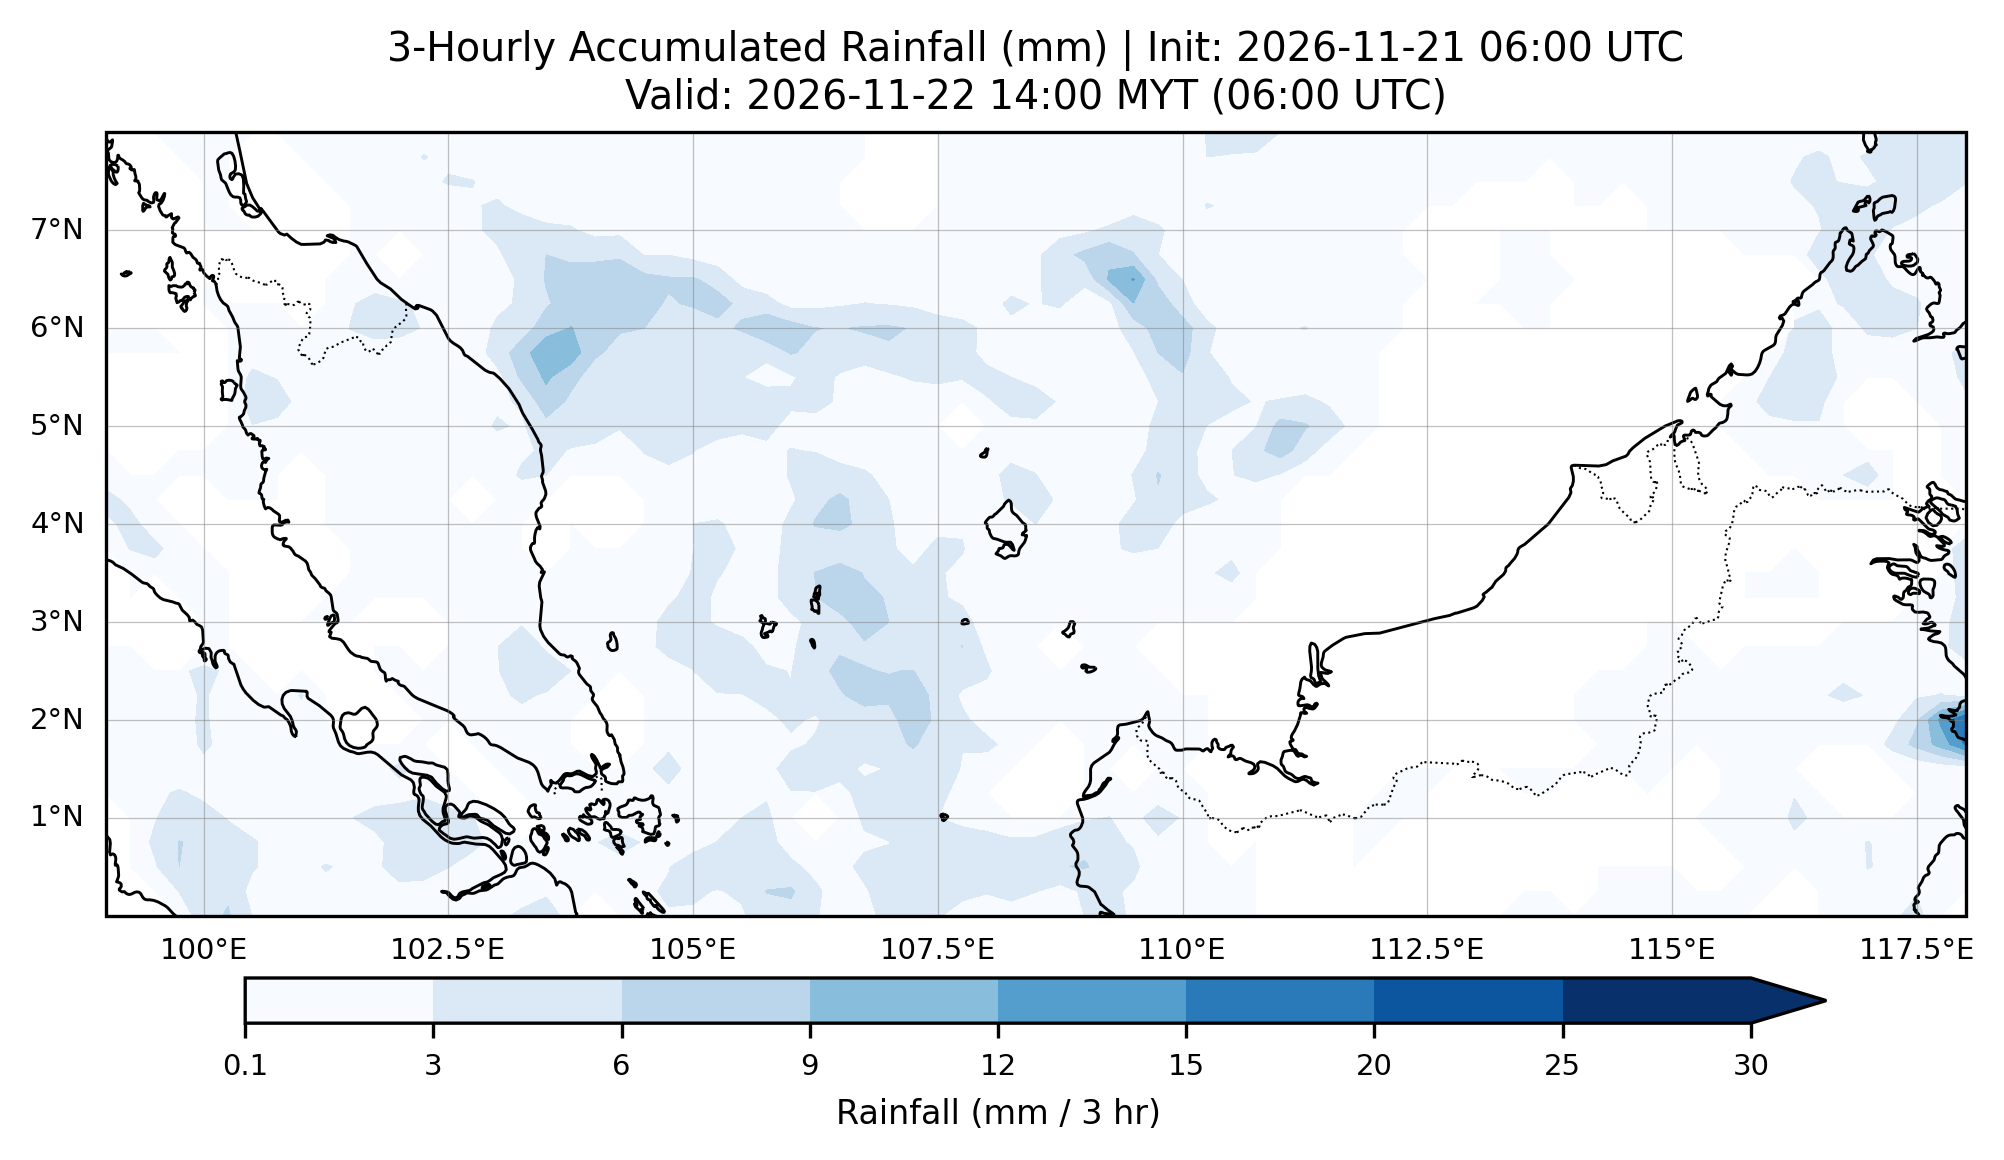 3-Hourly Accumulated Rainfall (mm) | Init: 2026-11-21 06:00 UTC
Valid: 2026-11-22 14:00 MYT (06:00 UTC)
7°N
6°N
5°N
4°N
3°N
2°N
1°N
100°E 102.5°E 105°E 107.5°E 110°E 112.5°E 115°E 117.5°E
0.1 3 6 9 12 15 20 25 30
Rainfall (mm / 3 hr)